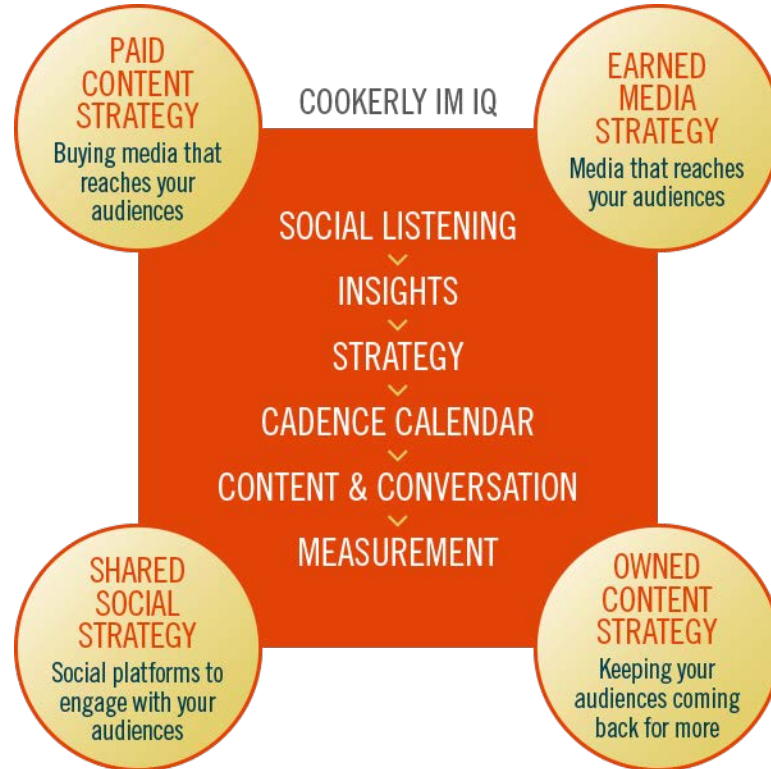 PAID
CONTENT
STRATEGY
Buying media that
reaches your
audiences
COOKERLY IM IQ
EARNED
MEDIA
STRATEGY
Media that reaches
your audiences
SOCIAL LISTENING
INSIGHTS
STRATEGY
CADENCE CALENDAR
CONTENT & CONVERSATION
MEASUREMENT
SHARED
SOCIAL
STRATEGY
Social platforms to
engage with your
audiences
OWNED
CONTENT
STRATEGY
Keeping your
audiences coming
back for more